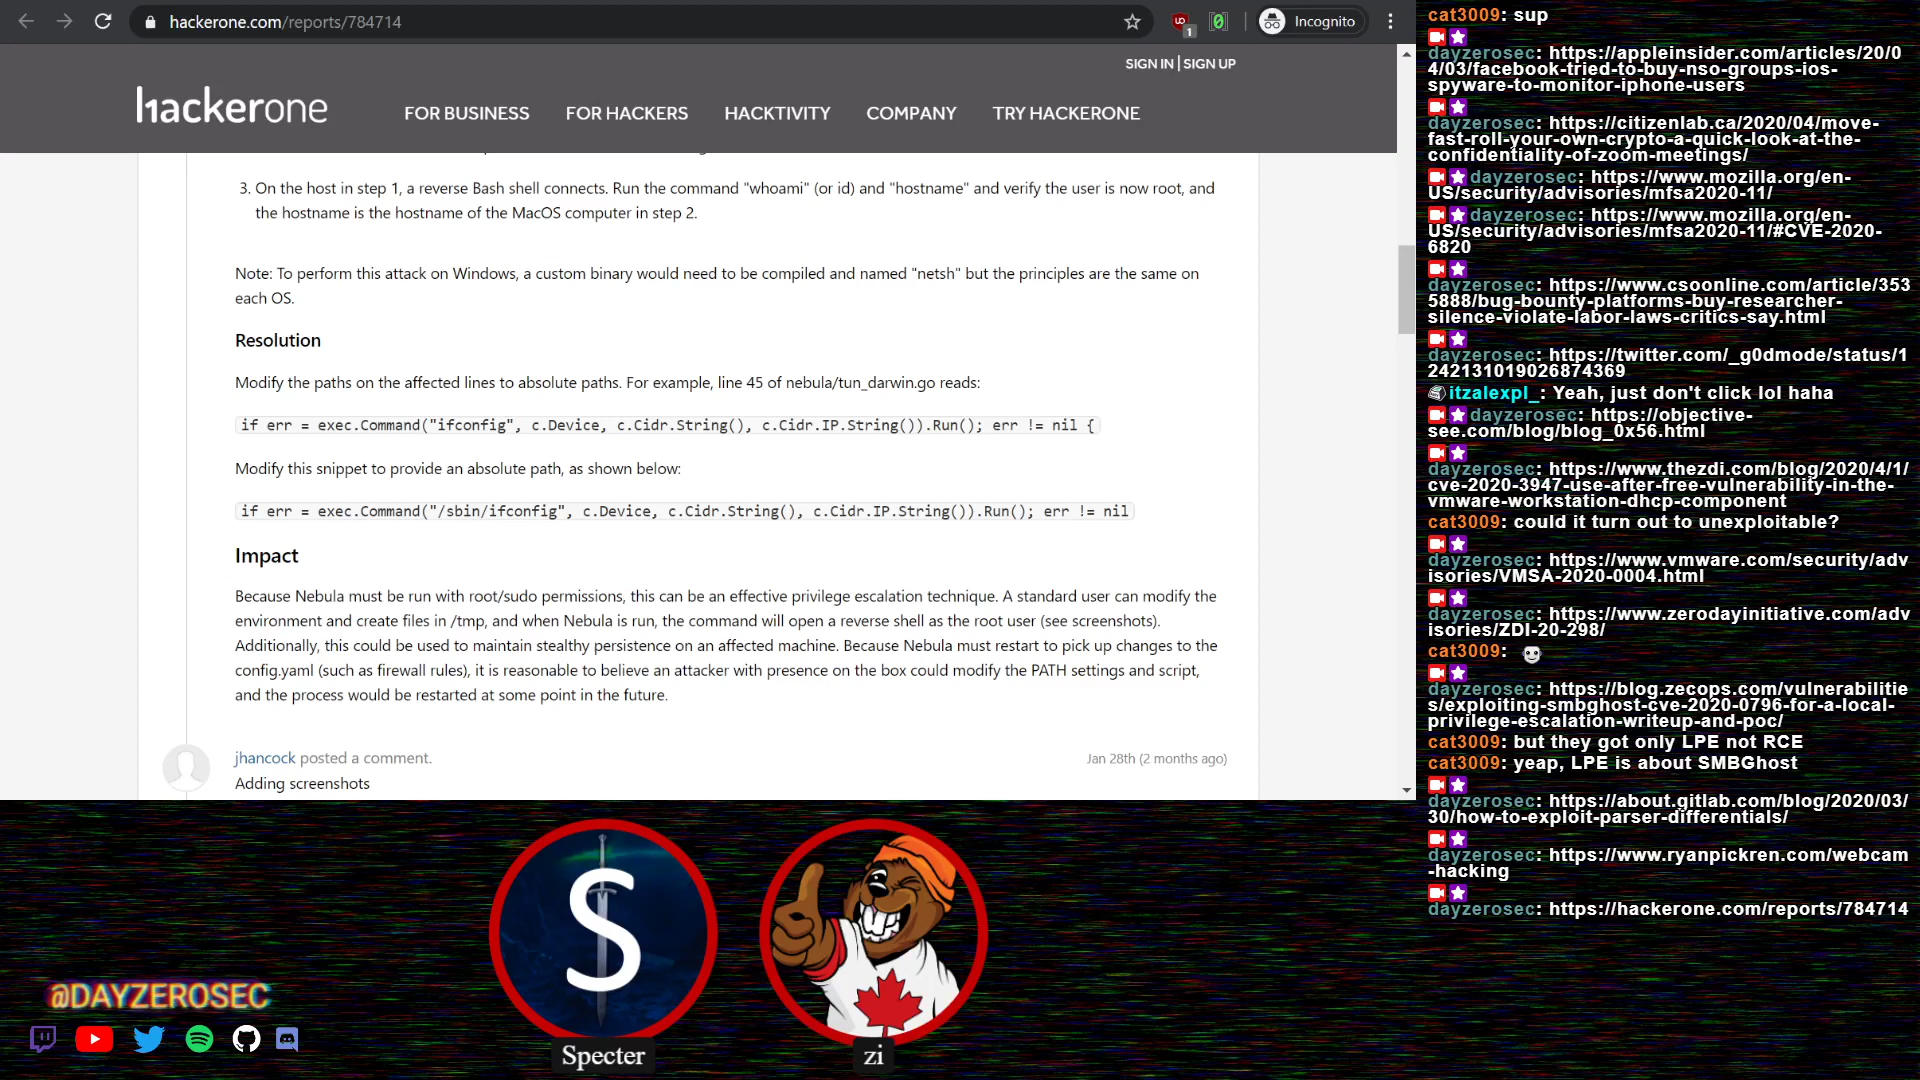 hackerone.com/reports/784714
1
Incognito
SIGN IN | SIGN UP
hackerone
FOR BUSINESS
FOR HACKERS
HACKTIVITY
COMPANY
TRY HACKERONE
3. On the host in step 1, a reverse Bash shell connects. Run the command "whoami" (or id) and "hostname" and verify the user is now root, and
the hostname is the hostname of the MacOS computer in step 2.
Note: To perform this attack on Windows, a custom binary would need to be compiled and named "netsh" but the principles are the same on
each OS.
Resolution
Modify the paths on the affected lines to absolute paths. For example, line 45 of nebula/tun_darwin.go reads:
if err = exec.Command("ifconfig", c.Device, c.Cidr.String(), c.Cidr.IP.String()).Run(); err != nil {
Modify this snippet to provide an absolute path, as shown below:
if err = exec.Command("/sbin/ifconfig", c.Device, c.Cidr.String(), c.Cidr.IP.String()).Run(); err != nil
Impact
Because Nebula must be run with root/sudo permissions, this can be an effective privilege escalation technique. A standard user can modify the
environment and create files in /tmp, and when Nebula is run, the command will open a reverse shell as the root user (see screenshots).
Additionally, this could be used to maintain stealthy persistence on an affected machine. Because Nebula must restart to pick up changes to the
config.yaml (such as firewall rules), it is reasonable to believe an attacker with presence on the box could modify the PATH settings and script,
and the process would be restarted at some point in the future.
jhancock posted a comment.
Jan 28th (2 months ago)
Adding screenshots
cat3009: sup
dayzerosec: https://appleinsider.com/articles/20/0
4/03/facebook-tried-to-buy-nso-groups-ios-
spyware-to-monitor-iphone-users
dayzerosec: https://citizenlab.ca/2020/04/move-
fast-roll-your-own-crypto-a-quick-look-at-the-
confidentiality-of-zoom-meetings/
dayzerosec: https://www.mozilla.org/en-
US/security/advisories/mfsa2020-11/
dayzerosec: https://www.mozilla.org/en-
US/security/advisories/mfsa2020-11/#CVE-2020-
6820
dayzerosec: https://www.csoonline.com/article/353
5888/bug-bounty-platforms-buy-researcher-
silence-violate-labor-laws-critics-say.html
dayzerosec: https://twitter.com/_g0dmode/status/1
242131019026874369
itzalexpl_: Yeah, just don't click lol haha
dayzerosec: https://objective-
see.com/blog/blog_0x56.html
dayzerosec: https://www.thezdi.com/blog/2020/4/1/
cve-2020-3947-use-after-free-vulnerability-in-the-
vmware-workstation-dhcp-component
cat3009: could it turn out to unexploitable?
dayzerosec: https://www.vmware.com/security/adv
isories/VMSA-2020-0004.html
dayzerosec: https://www.zerodayinitiative.com/adv
isories/ZDI-20-298/
cat3009:
dayzerosec: https://blog.zecops.com/vulnerabilitie
s/exploiting-smbghost-cve-2020-0796-for-a-local-
privilege-escalation-writeup-and-poc/
cat3009: but they got only LPE not RCE
cat3009: yeap, LPE is about SMBGhost
dayzerosec: https://about.gitlab.com/blog/2020/03/
30/how-to-exploit-parser-differentials/
dayzerosec: https://www.ryanpickren.com/webcam
-hacking
dayzerosec: https://hackerone.com/reports/784714
@DAYZEROSEC
S
Specter
zi